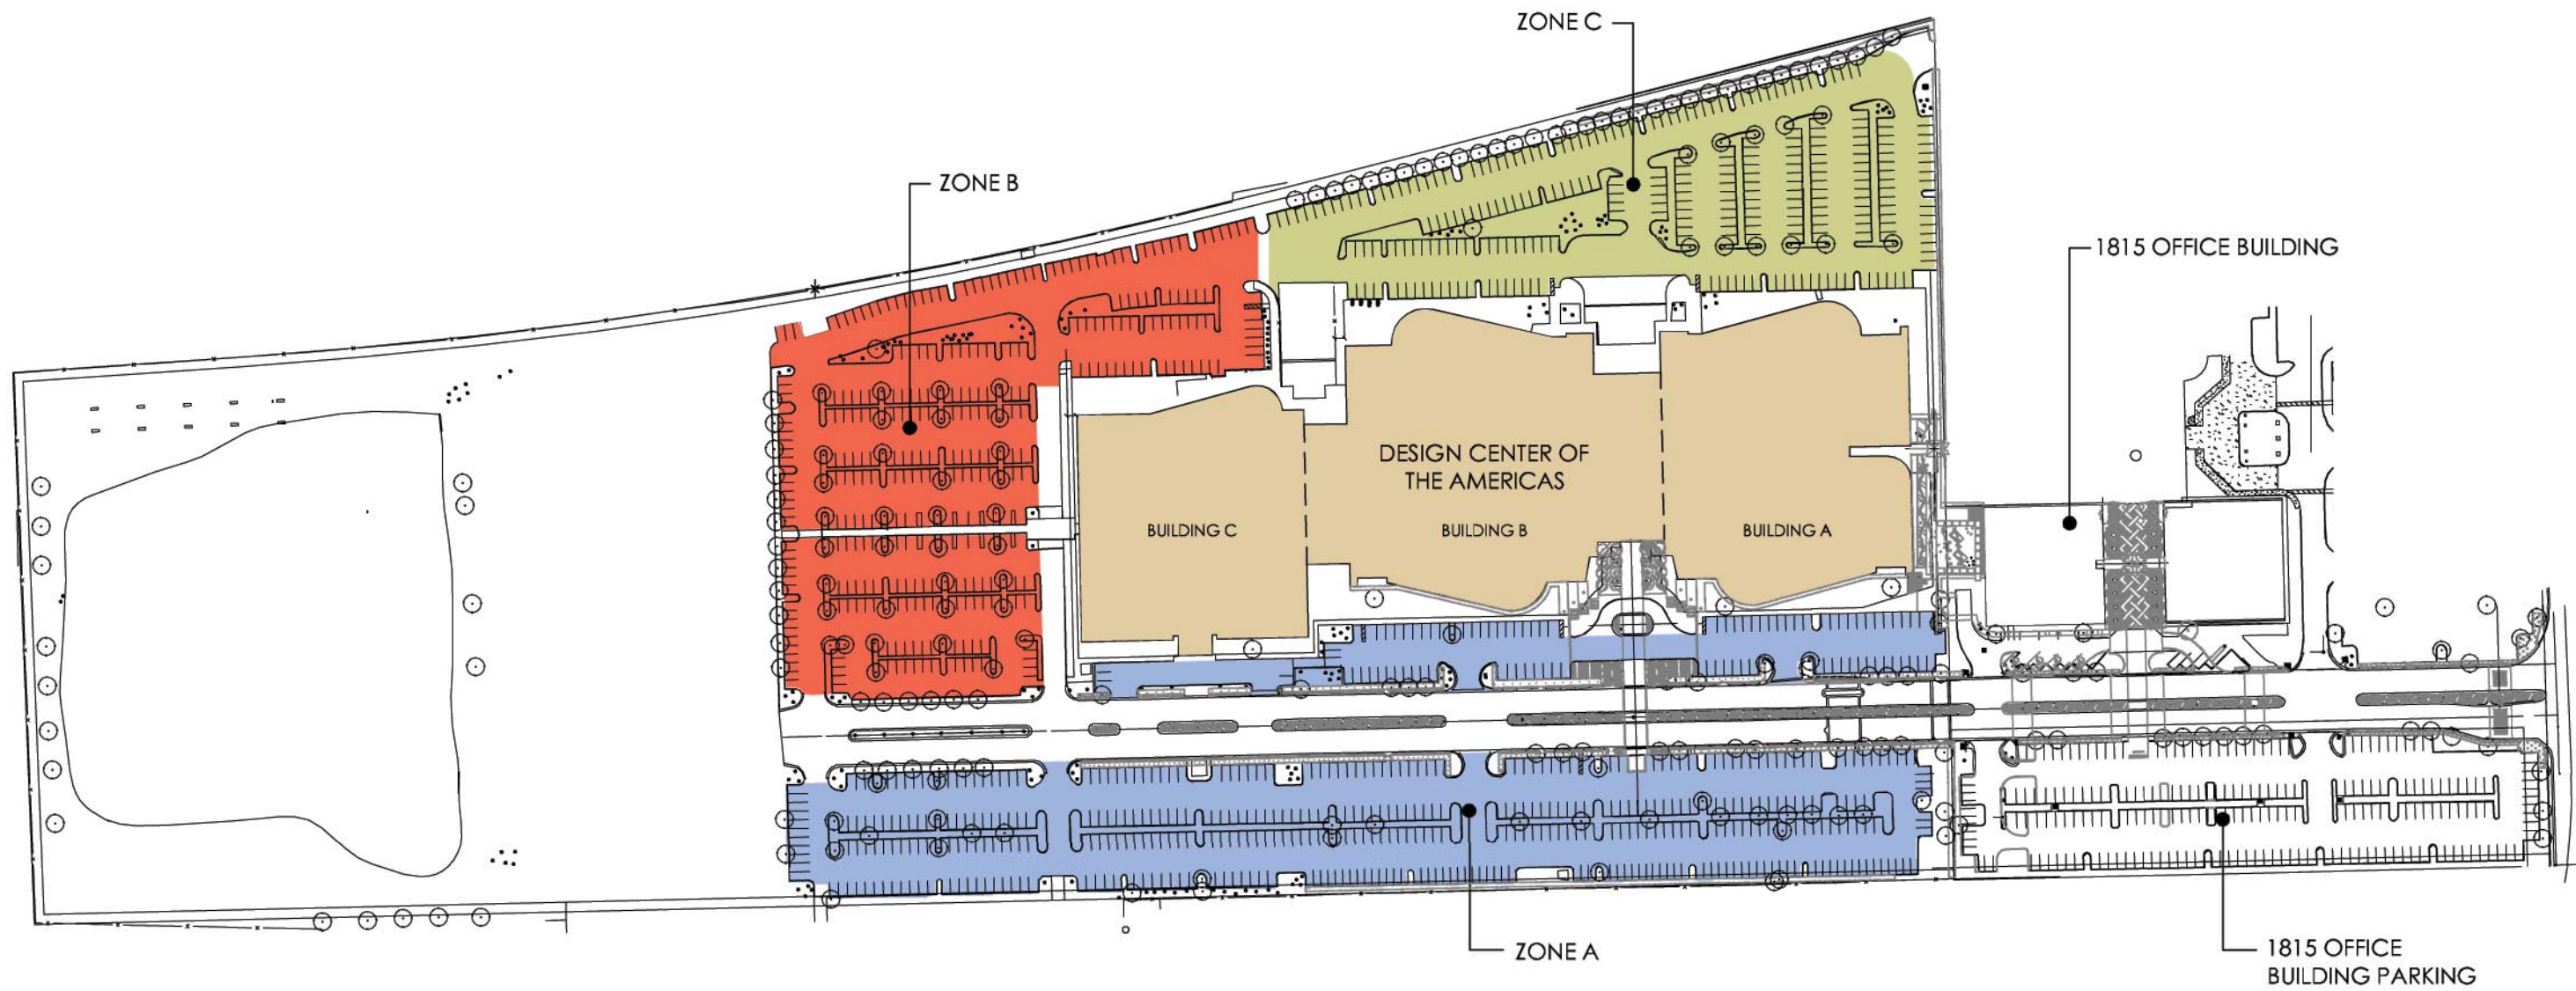 ZONE C
ZONE B
1815 OFFICE BUILDING
DESIGN CENTER OF
THE AMERICAS
BUILDING C
BUILDING B
BUILDING A
ZONE A
1815 OFFICE
BUILDING PARKING